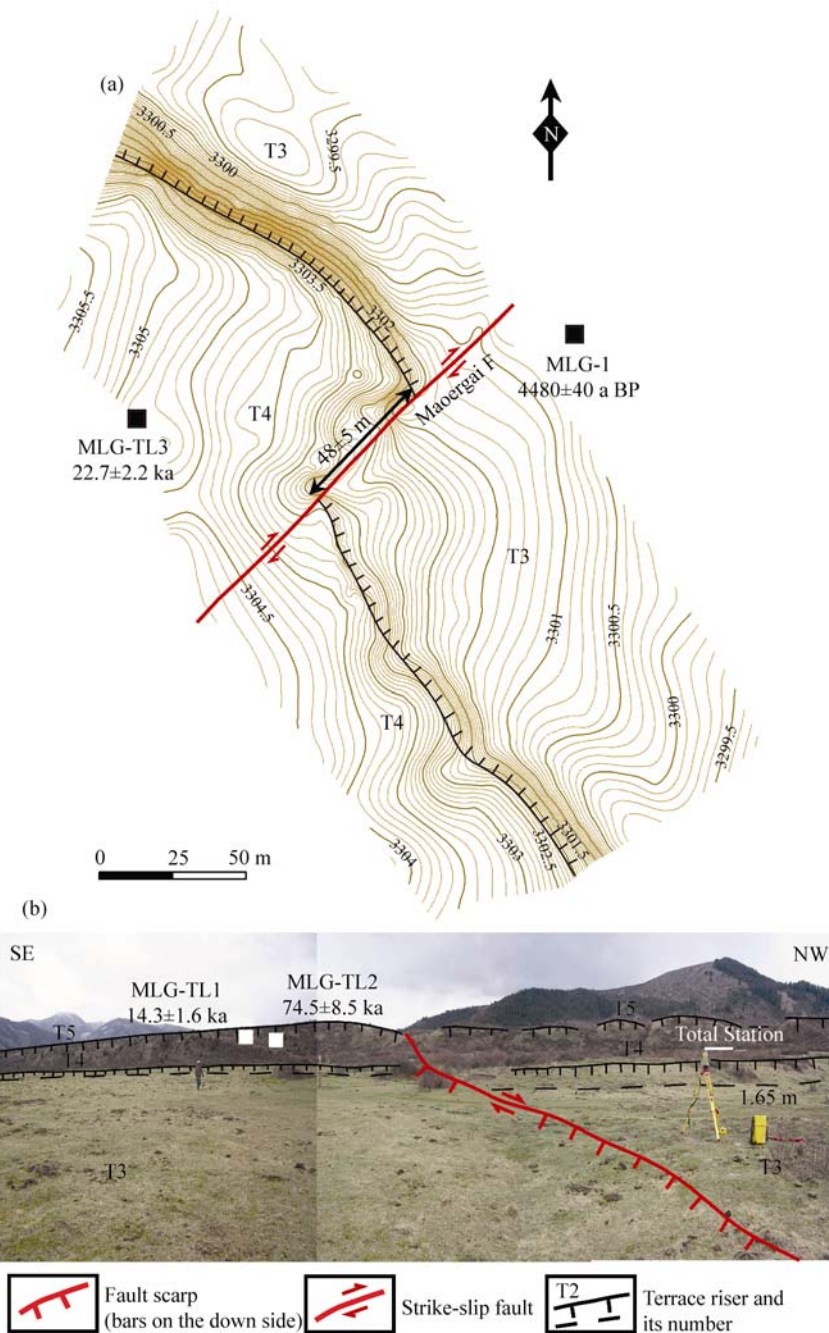 (a)
3300.5
3300
T3
3299.5
N
3303.5
3302
3305.5
3305
MLG-1
4480±40 a BP
Maoergai F
T4
48±5 m
MLG-TL3
22.7±2.2 ka
T3
3304.5
3301
3300.5
T4
3300
3299.5
3304
3303
3302.5
3301.5
0 25 50 m
(b)
SE
NW
MLG-TL1
14.3±1.6 ka
MLG-TL2
74.5±8.5 ka
T5
T4
T5
T4
Total Station
1.65 m
T3
T3
Fault scarp
(bars on the down side)
Strike-slip fault
T2
Terrace riser and
its number